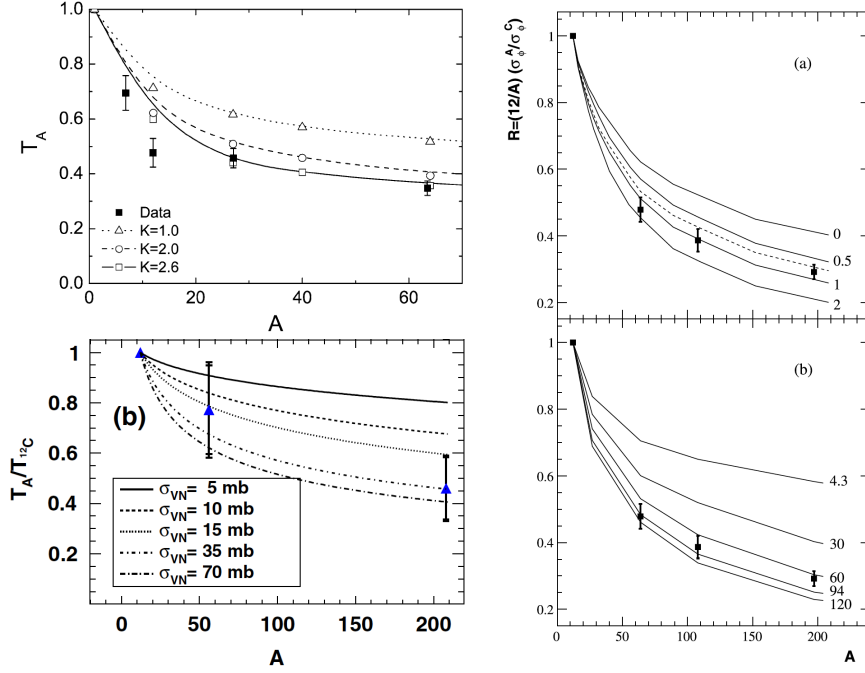 1.0
0.8
0.6
0.4
0.2
0.0
T_A
0 20 40 60
A
Data
K=1.0
K=2.0
K=2.6
1
0.8
0.6
0.4
0.2
T_A/T_{12C}
(b)
σ_VN= 5 mb
σ_VN= 10 mb
σ_VN= 15 mb
σ_VN= 35 mb
σ_VN= 70 mb
0 50 100 150 200
A
R=(12/A) (σ_ϕ^A/σ_ϕ^C)
1
0.8
0.6
0.4
0.2
(a)
0
0.5
1
2
1
0.8
0.6
0.4
0.2
(b)
4.3
30
60
94
120
0 50 100 150 200
A